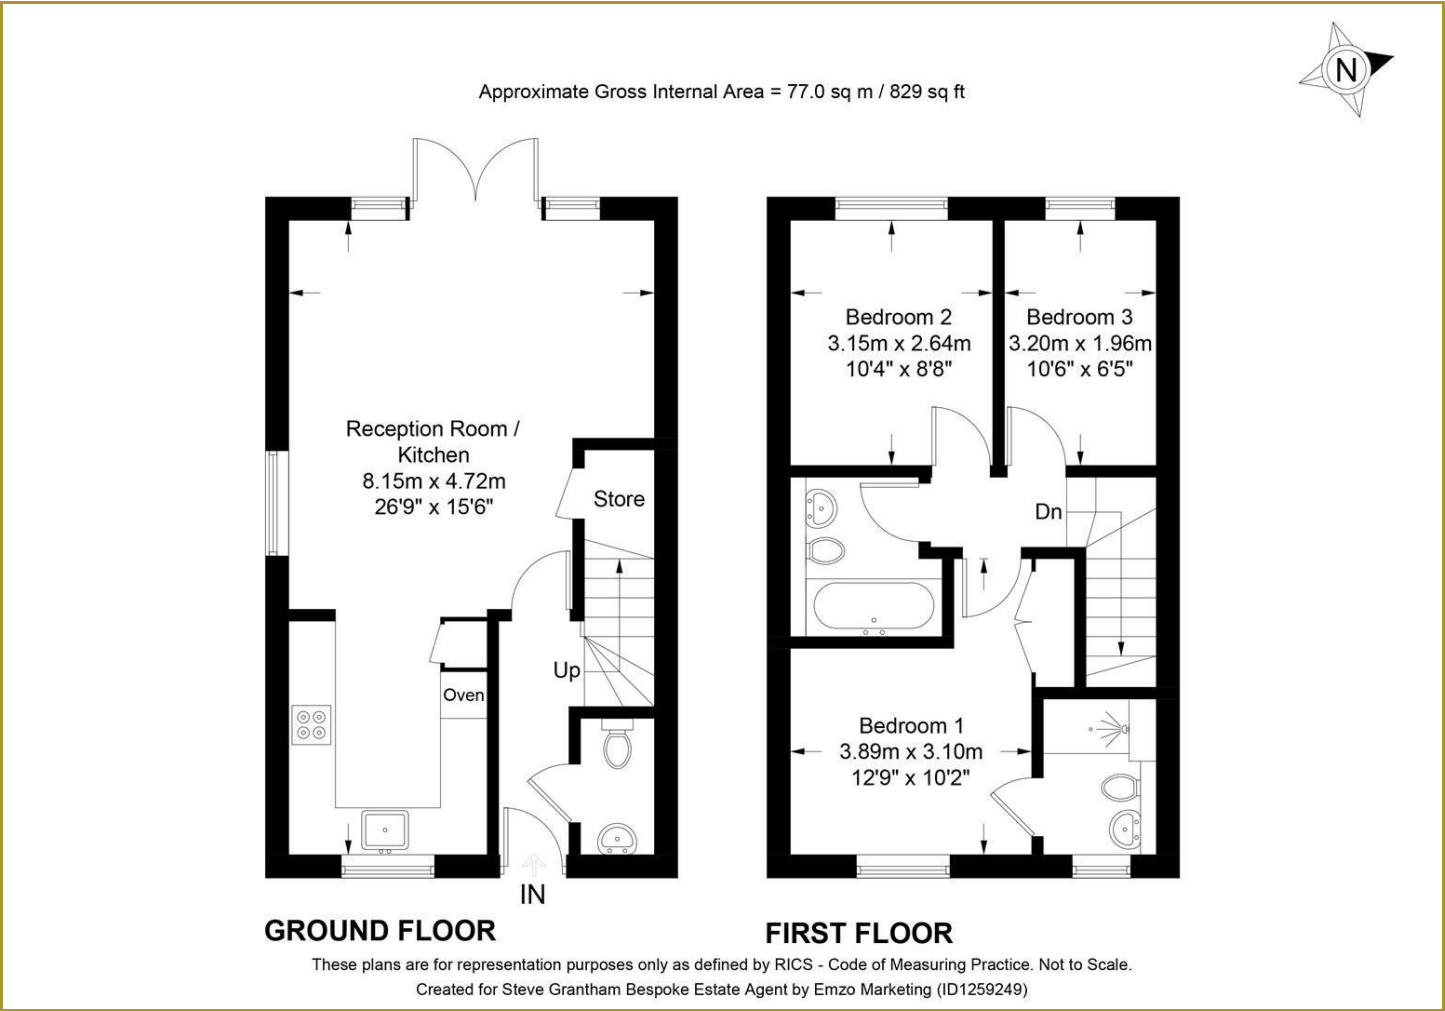 N
Approximate Gross Internal Area = 77.0 sq m / 829 sq ft
Reception Room /
Kitchen
8.15m x 4.72m
26'9" x 15'6"
Store
Up
Oven
IN
GROUND FLOOR
Bedroom 2
3.15m x 2.64m
10'4" x 8'8"
Bedroom 3
3.20m x 1.96m
10'6" x 6'5"
Dn
Bedroom 1
3.89m x 3.10m
12'9" x 10'2"
FIRST FLOOR
These plans are for representation purposes only as defined by RICS - Code of Measuring Practice. Not to Scale.
Created for Steve Grantham Bespoke Estate Agent by Emzo Marketing (ID1259249)